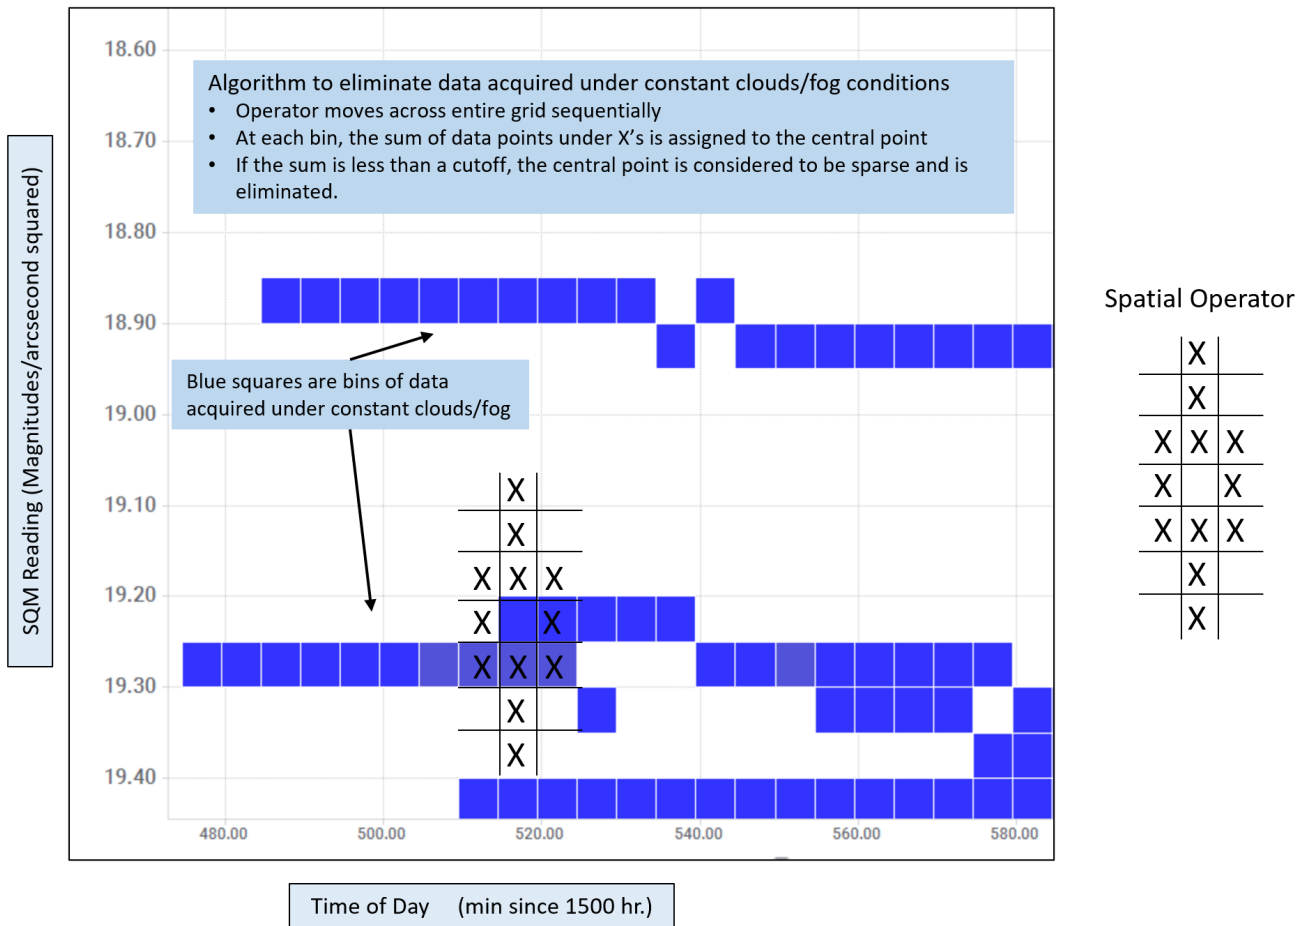 18.60
Algorithm to eliminate data acquired under constant clouds/fog conditions
• Operator moves across entire grid sequentially
• At each bin, the sum of data points under X’s is assigned to the central point
• If the sum is less than a cutoff, the central point is considered to be sparse and is
eliminated.
18.70
18.80
18.90
19.00
19.10
19.20
19.30
19.40
SQM Reading (Magnitudes/arcsecond squared)
Blue squares are bins of data
acquired under constant clouds/fog
X
X
X X X
X X
X X X
X
X
480.00 500.00 520.00 540.00 560.00 580.00
Time of Day (min since 1500 hr.)
Spatial Operator
X
X
X X X
X X
X X X
X
X